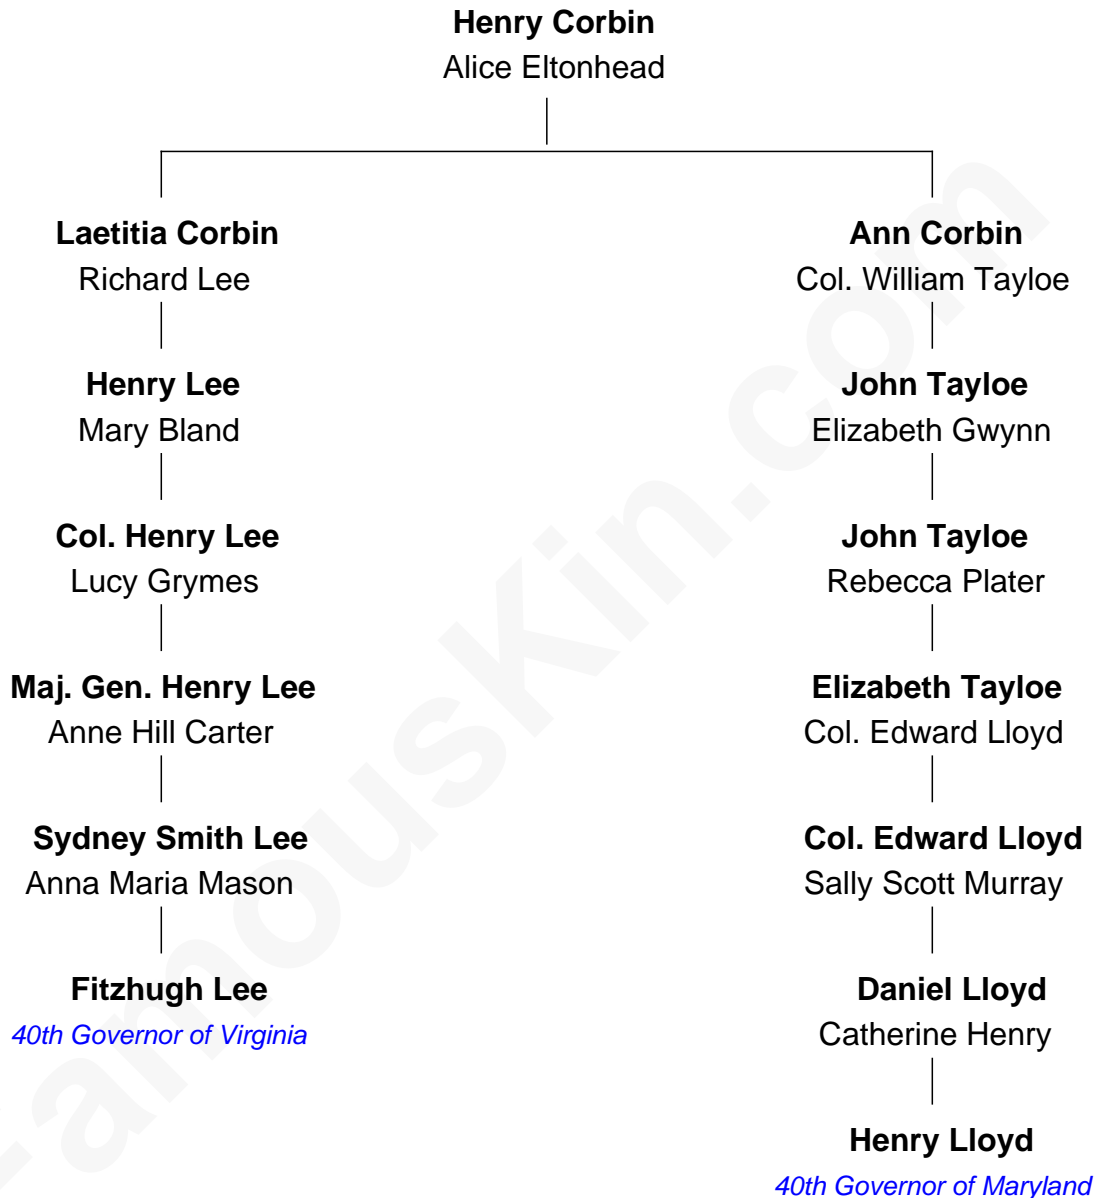 Henry Corbin
Alice Eltonhead
Laetitia Corbin
Richard Lee
Ann Corbin
Col. William Tayloe
Henry Lee
Mary Bland
John Tayloe
Elizabeth Gwynn
Col. Henry Lee
Lucy Grymes
John Tayloe
Rebecca Plater
Maj. Gen. Henry Lee
Anne Hill Carter
Elizabeth Tayloe
Col. Edward Lloyd
Sydney Smith Lee
Anna Maria Mason
Col. Edward Lloyd
Sally Scott Murray
Fitzhugh Lee
40th Governor of Virginia
Daniel Lloyd
Catherine Henry
Henry Lloyd
40th Governor of Maryland
FamousKin.com